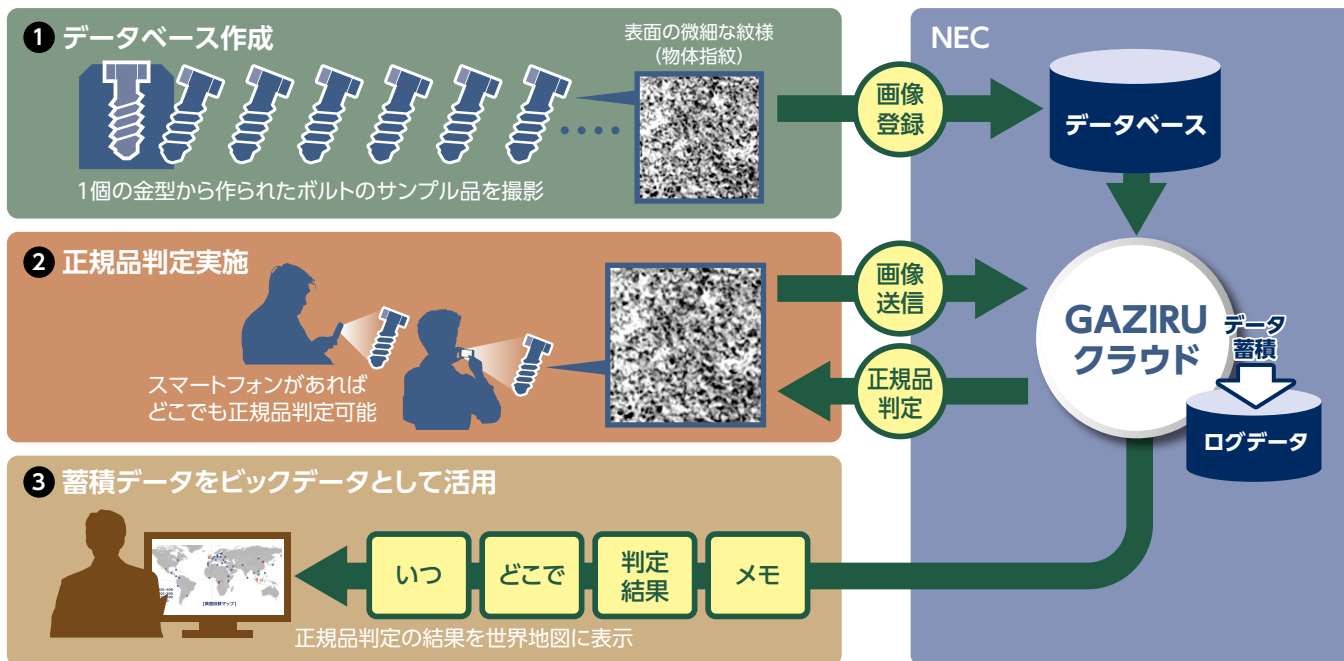 ❶ データベース作成
表面の微細な紋様
(物体指紋)
1個の金型から作られたボルトのサンプル品を撮影
画像
登録
NEC
データベース
❷ 正規品判定実施
スマートフォンがあれば
どこでも正規品判定可能
画像
送信
正規品
判定
GAZIRU
クラウド
データ
蓄積
ログデータ
❸ 蓄積データをビックデータとして活用
いつ
どこで
判定
結果
メモ
正規品判定の結果を世界地図に表示